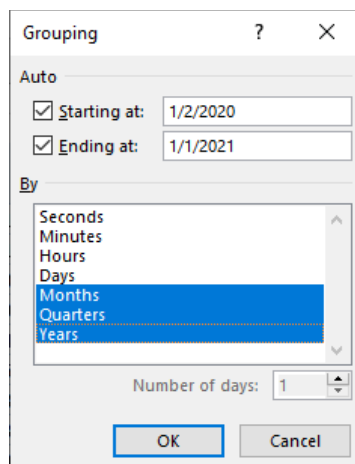 Grouping ? ×
Auto
Starting at: 1/2/2020
Ending at: 1/1/2021
By
Seconds
Minutes
Hours
Days
Months
Quarters
Years
Number of days: 1
OK Cancel